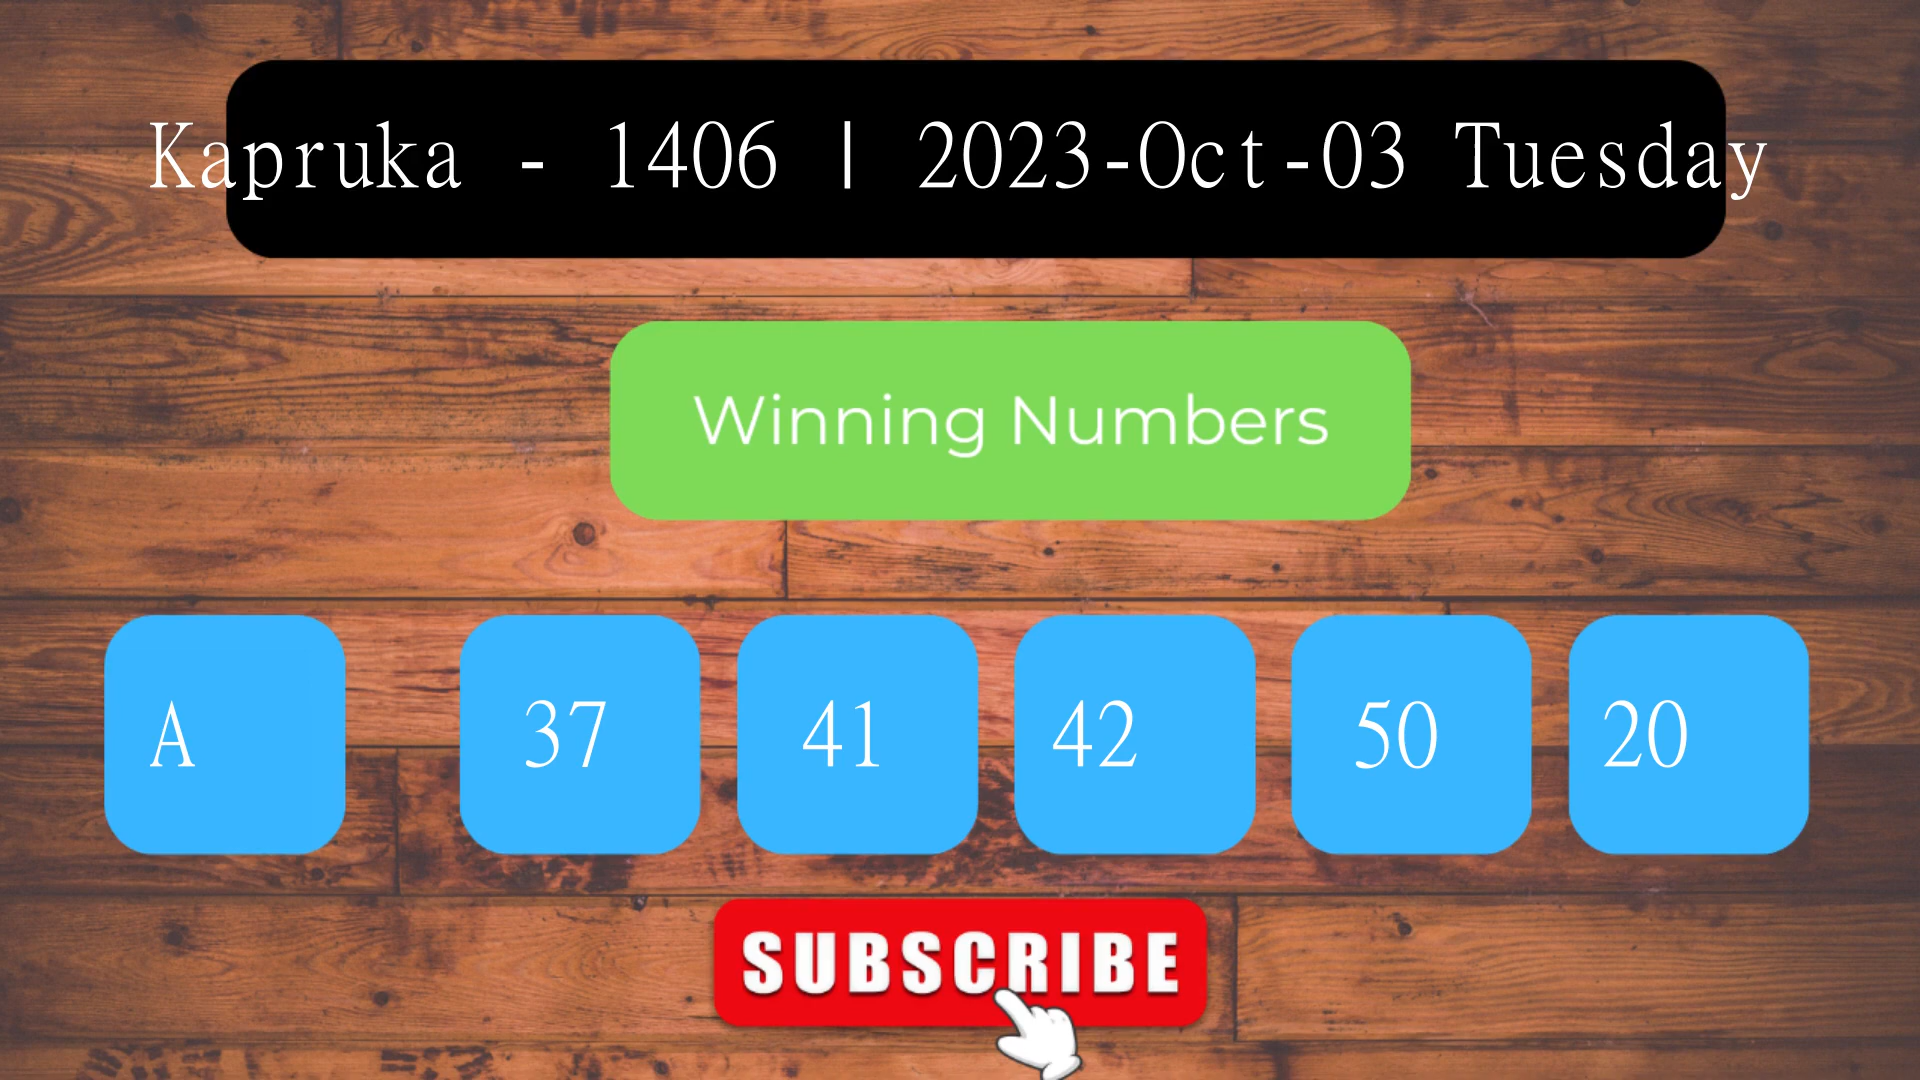 Kapruka - 1406 | 2023-Oct-03 Tuesday
Winning Numbers
A 37 41 42 50 20
SUBSCRIBE